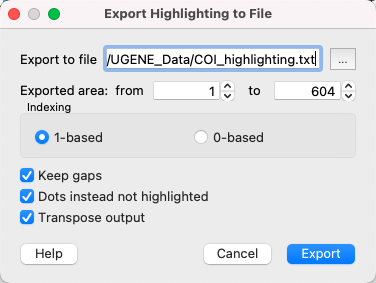 Export Highlighting to File
Export to file /UGENE_Data/COI_highlighting.txt ...
Exported area: from 1 to 604
Indexing
1-based 0-based
Keep gaps
Dots instead not highlighted
Transpose output
Help Cancel Export